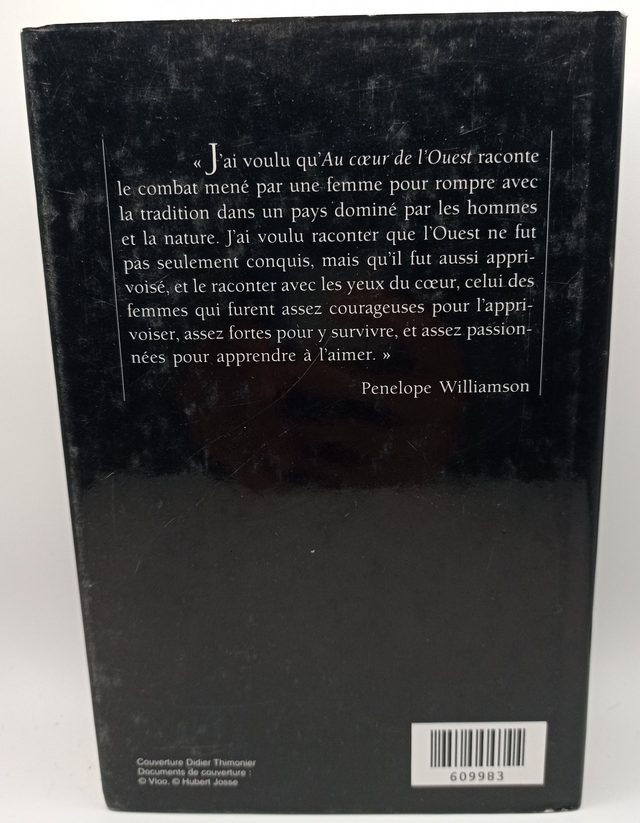 « J'ai voulu qu'Au cœur de l'Ouest raconte
le combat mené par une femme pour rompre avec
la tradition dans un pays dominé par les hommes
et la nature. J'ai voulu raconter que l'Ouest ne fut
pas seulement conquis, mais qu'il fut aussi appri-
voisé, et le raconter avec les yeux du cœur, celui des
femmes qui furent assez courageuses pour l'appri-
voiser, assez fortes pour y survivre, et assez passion-
nées pour apprendre à l'aimer. »
Penelope Williamson
Couverture Didier Thimonier
Documents de couverture :
© Vloo. © Hubert Josse
609983